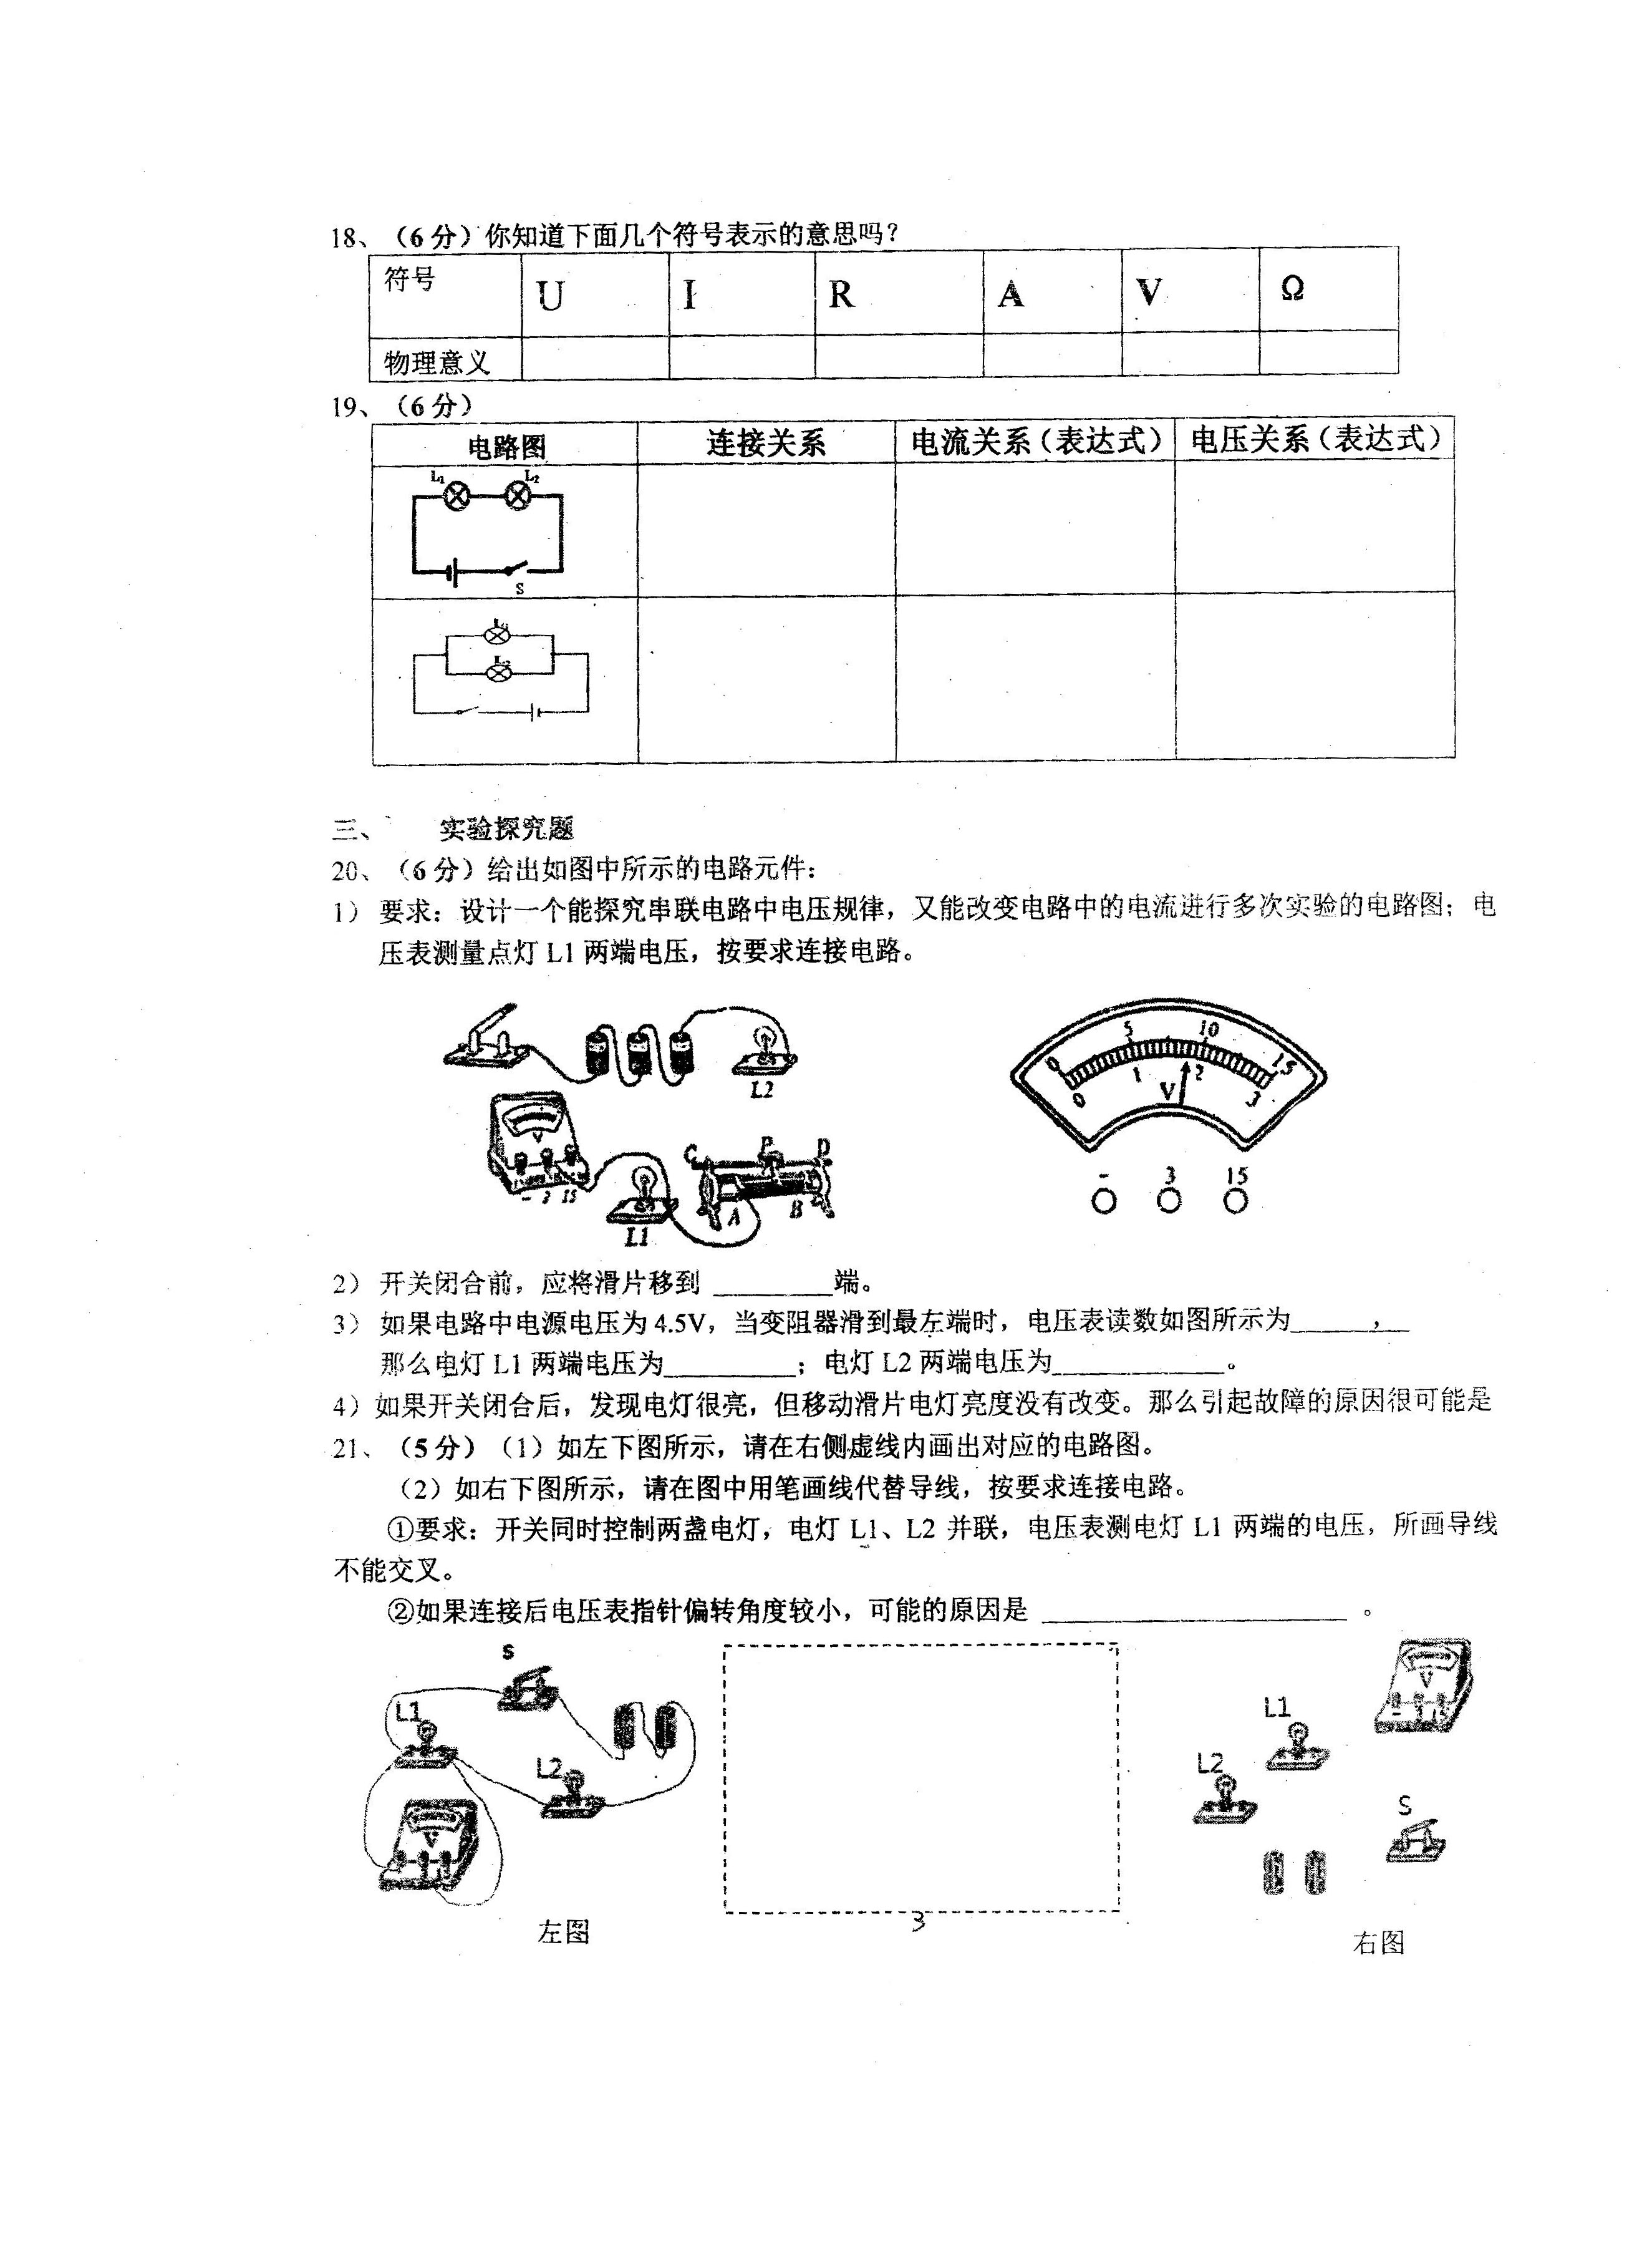 18、（6 分）你知道下面几个符号表示的意思吗？
符号 U I R A V Ω
物理意义
19、（6 分）
电路图 连接关系 电流关系（表达式） 电压关系（表达式）
L1 L2
S
L1
L2
三、 实验探究题
20、（6 分）给出如图中所示的电路元件：
1） 要求：设计一个能探究串联电路中电压规律，又能改变电路中的电流进行多次实验的电路图；电
压表测量点灯 L1 两端电压，按要求连接电路。
L2
V
- 3 15
L1
C P D
A B
0 5 10 15
0 1 2 3
V
- 3 15
2） 开关闭合前，应将滑片移到 ________端。
3） 如果电路中电源电压为 4.5V，当变阻器滑到最左端时，电压表读数如图所示为______，__
那么电灯 L1 两端电压为_________；电灯 L2 两端电压为____________。
4）如果开关闭合后，发现电灯很亮，但移动滑片电灯亮度没有改变。那么引起故障的原因很可能是
21、（5 分）（1）如左下图所示，请在右侧虚线内画出对应的电路图。
（2）如右下图所示，请在图中用笔画线代替导线，按要求连接电路。
①要求：开关同时控制两盏电灯，电灯 L1、L2 并联，电压表测电灯 L1 两端的电压，所画导线
不能交叉。
②如果连接后电压表指针偏转角度较小，可能的原因是 ____________________ 。
S
L1
L2
V
左图
L1
L2
S
V
右图
3